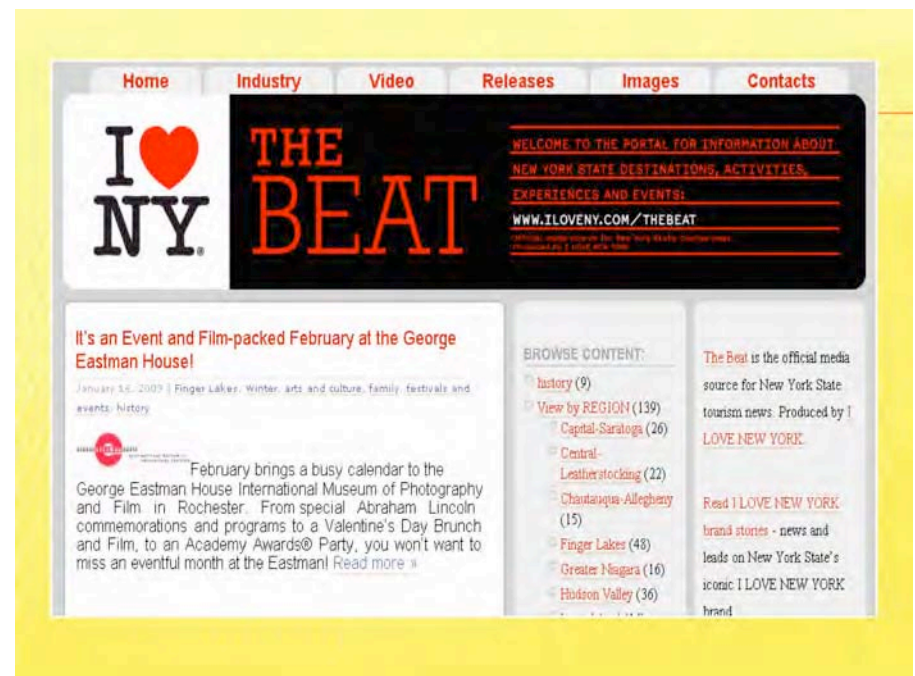 Home Industry Video Releases Images Contacts
I ♥
NY®
THE
BEAT
WELCOME TO THE PORTAL FOR INFORMATION ABOUT
NEW YORK STATE DESTINATIONS, ACTIVITIES,
EXPERIENCES AND EVENTS:
WWW.ILOVENY.COM/THEBEAT
It's an Event and Film-packed February at the George
Eastman House!
2009 | Finger Lakes, Winter, arts and culture, family, festivals and
events, history
February brings a busy calendar to the
George Eastman House International Museum of Photography
and Film in Rochester. From special Abraham Lincoln
commemorations and programs to a Valentine's Day Brunch
and Film, to an Academy Awards® Party, you won't want to
miss an eventful month at the Eastman! Read more »
BROWSE CONTENT:
history (9)
View by REGION (139)
Capital-Saratoga (26)
Central-
Leatherstocking (22)
Chautauqua-Allegheny
(15)
Finger Lakes (48)
Greater Niagara (16)
Hudson Valley (36)
The Beat is the official media
source for New York State
tourism news. Produced by I
LOVE NEW YORK.
Read I LOVE NEW YORK
brand stories - news and
leads on New York State's
iconic I LOVE NEW YORK
brand